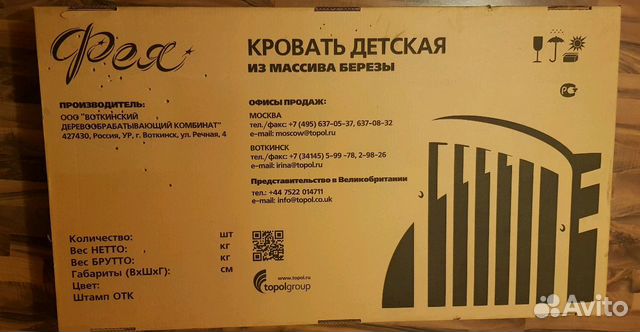 Фея
КРОВАТЬ ДЕТСКАЯ
ИЗ МАССИВА БЕРЕЗЫ
ПРОИЗВОДИТЕЛЬ:
ООО "ВОТКИНСКИЙ
ДЕРЕВООБРАБАТЫВАЮЩИЙ КОМБИНАТ"
427430, Россия, УР, г. Воткинск, ул. Речная, 4
ОФИСЫ ПРОДАЖ:
МОСКВА
тел./факс: +7 (495) 637-05-37, 637-08-32
e-mail: moscow@topol.ru
ВОТКИНСК
тел./факс: +7 (34145) 5-99-78, 2-98-26
e-mail: irina@topol.ru
Представительство в Великобритании
тел.: +44 7522 014711
e-mail: info@topol.co.uk
Количество: ШТ
Вес НЕТТО: КГ
Вес БРУТТО: КГ
Габариты (ВxШxГ): СМ
Цвет:
Штамп ОТК
www.topol.ru
topolgroup
Avito